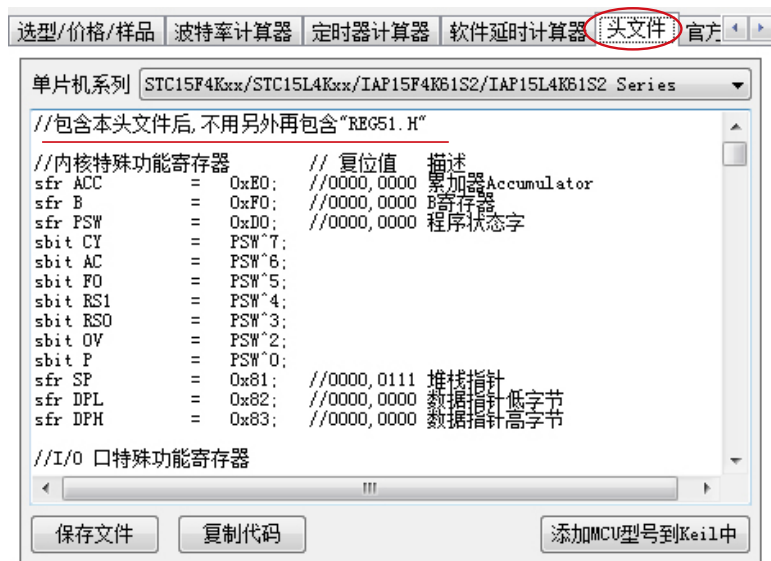 选型/价格/样品 波特率计算器 定时器计算器 软件延时计算器 头文件 官方
单片机系列 STC15F4Kxx/STC15L4Kxx/IAP15F4K61S2/IAP15L4K61S2 Series
//包含本头文件后,不用另外再包含"REG51.H"
//内核特殊功能寄存器 // 复位值 描述
sfr ACC = 0xE0; //0000,0000 累加器Accumulator
sfr B = 0xF0; //0000,0000 B寄存器
sfr PSW = 0xD0; //0000,0000 程序状态字
sbit CY = PSW^7;
sbit AC = PSW^6;
sbit F0 = PSW^5;
sbit RS1 = PSW^4;
sbit RS0 = PSW^3;
sbit OV = PSW^2;
sbit P = PSW^0;
sfr SP = 0x81; //0000,0111 堆栈指针
sfr DPL = 0x82; //0000,0000 数据指针低字节
sfr DPH = 0x83; //0000,0000 数据指针高字节
//I/O 口特殊功能寄存器
保存文件 复制代码 添加MCU型号到Keil中